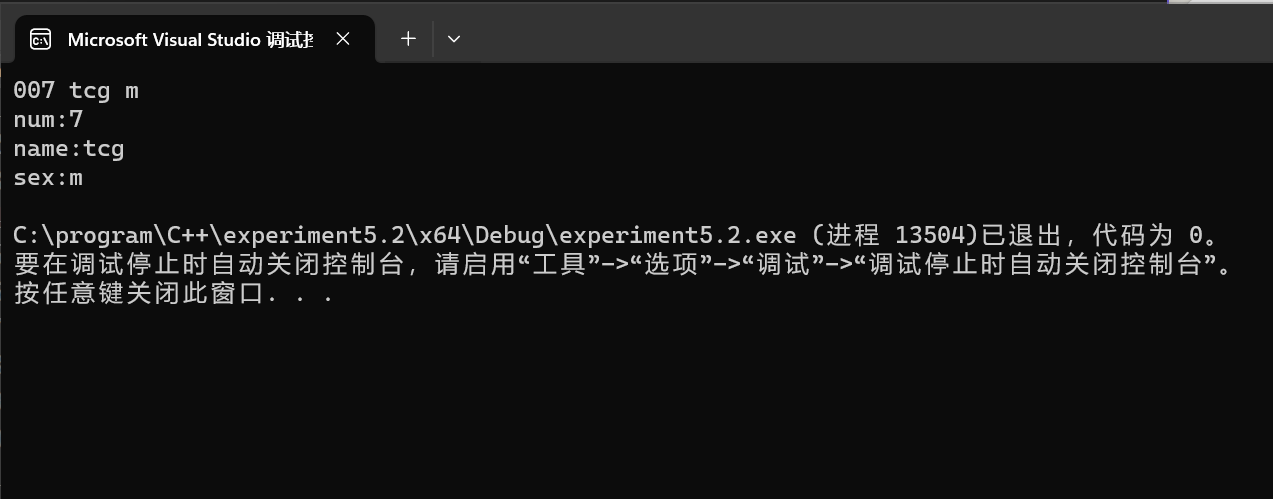 Microsoft Visual Studio 调试
007 tcg m
num:7
name:tcg
sex:m
C:\program\C++\experiment5.2\x64\Debug\experiment5.2.exe (进程 13504)已退出，代码为 0。
要在调试停止时自动关闭控制台，请启用“工具”->“选项”->“调试”->“调试停止时自动关闭控制台”。
按任意键关闭此窗口. . .